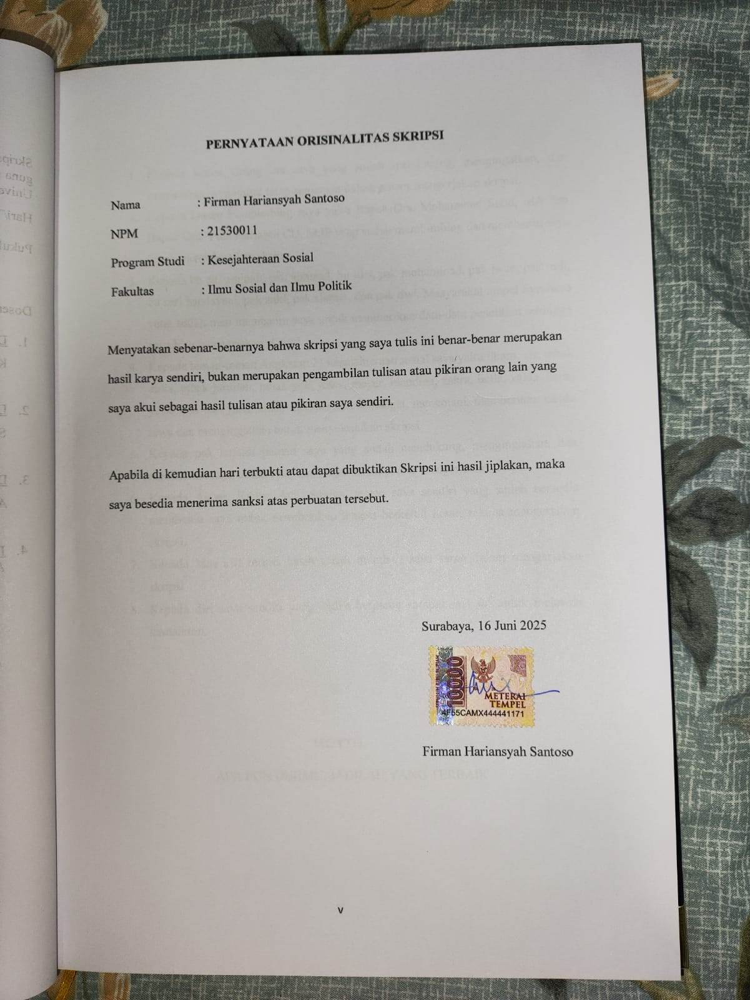 PERNYATAAN ORISINALITAS SKRIPSI
Nama : Firman Hariansyah Santoso
NPM : 21530011
Program Studi : Kesejahteraan Sosial
Fakultas : Ilmu Sosial dan Ilmu Politik
Menyatakan sebenar-benarnya bahwa skripsi yang saya tulis ini benar-benar merupakan
hasil karya sendiri, bukan merupakan pengambilan tulisan atau pikiran orang lain yang
saya akui sebagai hasil tulisan atau pikiran saya sendiri.
Apabila di kemudian hari terbukti atau dapat dibuktikan Skripsi ini hasil jiplakan, maka
saya besedia menerima sanksi atas perbuatan tersebut.
Surabaya, 16 Juni 2025
10000
METERAI
TEMPEL
4F55CAMX444441171
Firman Hariansyah Santoso
v